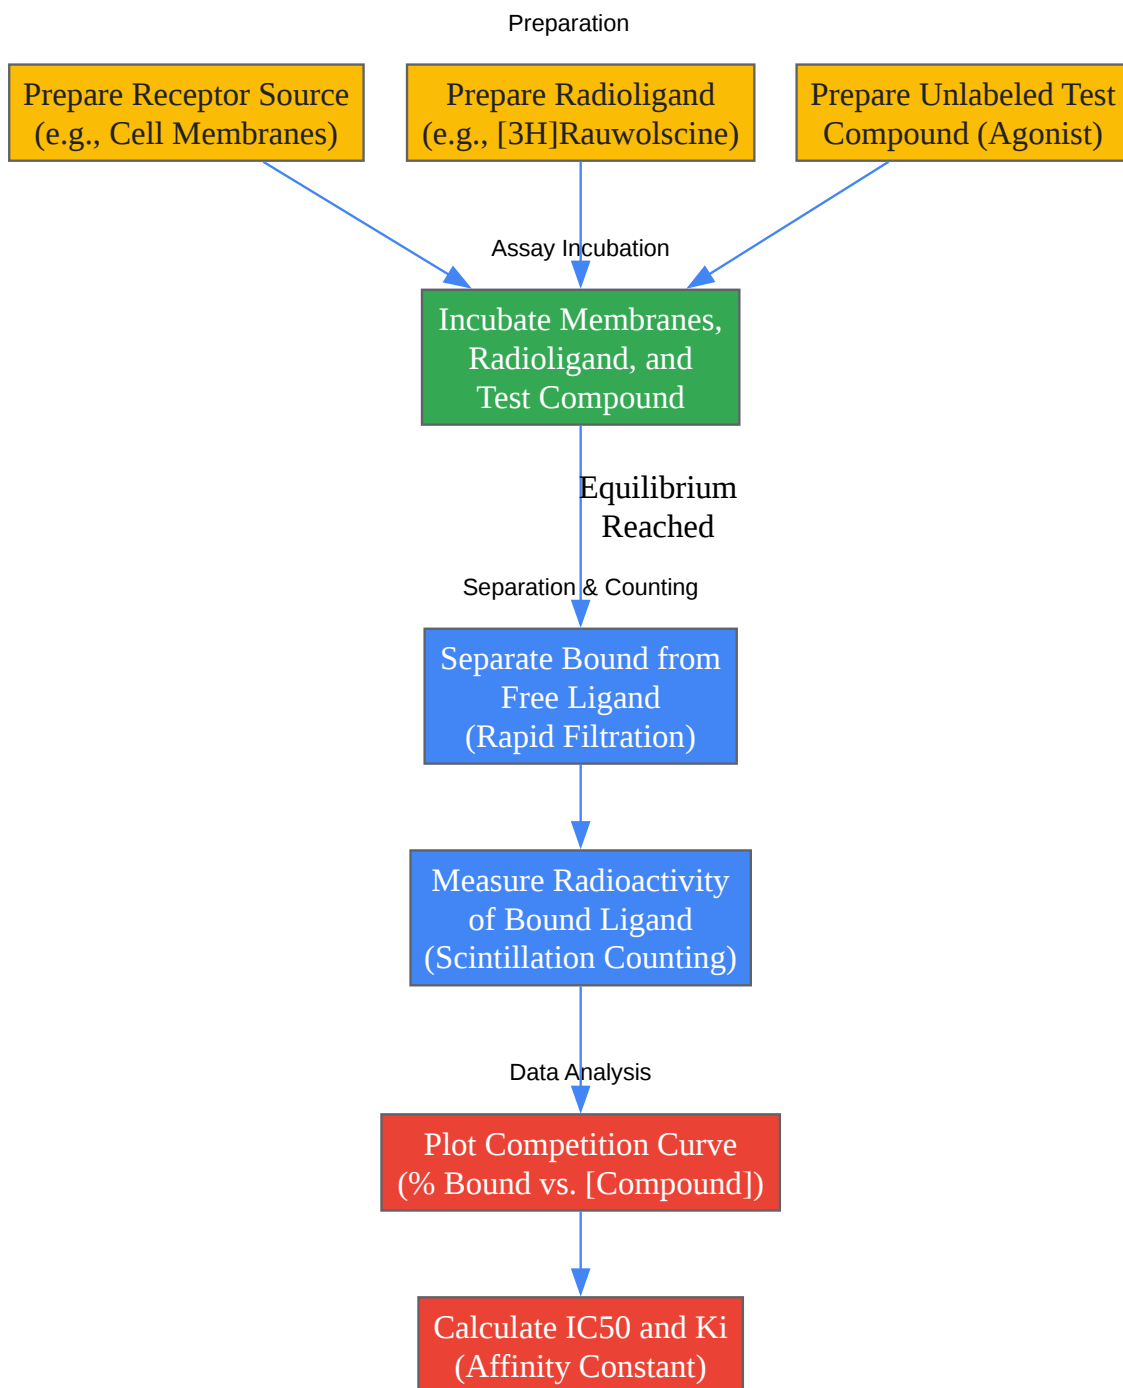 Preparation
Prepare Receptor Source
(e.g., Cell Membranes)
Prepare Radioligand
(e.g., [3H]Rauwolscine)
Prepare Unlabeled Test
Compound (Agonist)
Assay Incubation
Incubate Membranes,
Radioligand, and
Test Compound
Equilibrium
Reached
Separation & Counting
Separate Bound from
Free Ligand
(Rapid Filtration)
Measure Radioactivity
of Bound Ligand
(Scintillation Counting)
Data Analysis
Plot Competition Curve
(% Bound vs. [Compound])
Calculate IC50 and Ki
(Affinity Constant)